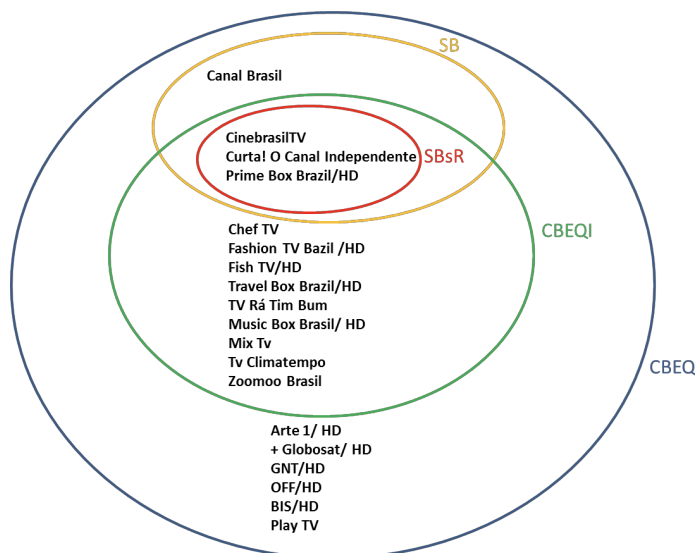 SB
Canal Brasil
CinebrasilTV
Curta! O Canal Independente
SBsR
Prime Box Brazil/HD
Chef TV
CBEQI
Fashion TV Bazil /HD
Fish TV/HD
Travel Box Brazil/HD
TV Rá Tim Bum
Music Box Brasil/ HD
Mix Tv
Tv Climatempo
CBEQ
Zoomoo Brasil
Arte 1/ HD
+ Globosat/ HD
GNT/HD
OFF/HD
BIS/HD
Play TV